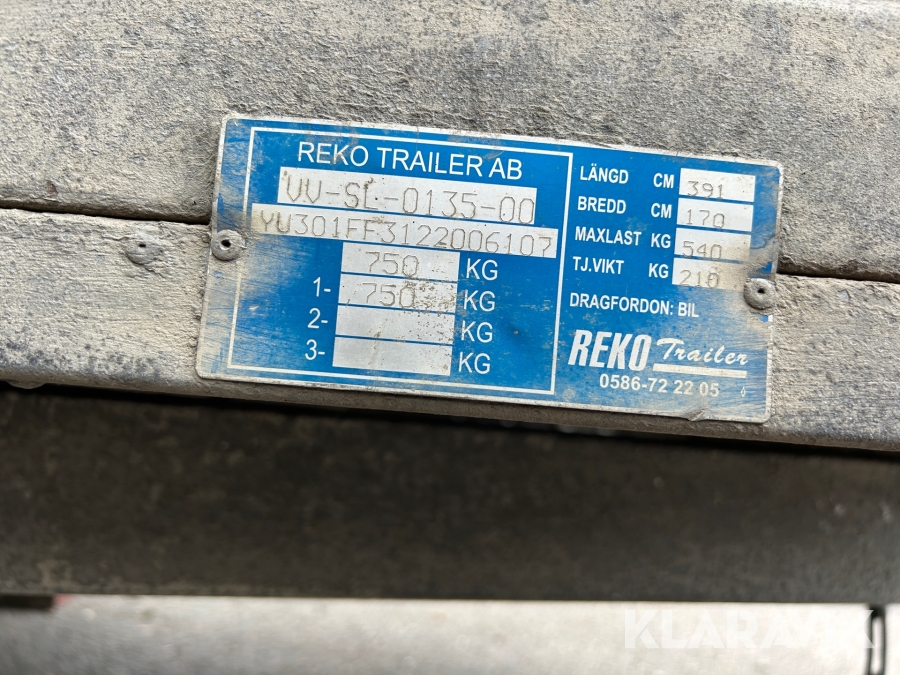 REKO TRAILER AB
VV-SL-0135-00
YU301FF3122006107
750 KG
1- 750 KG
2- KG
3- KG
LÄNGD CM 391
BREDD CM 170
MAXLAST KG 540
TJ.VIKT KG 210
DRAGFORDON: BIL
REKO Trailer
0586-72 22 05
KLARAVIK